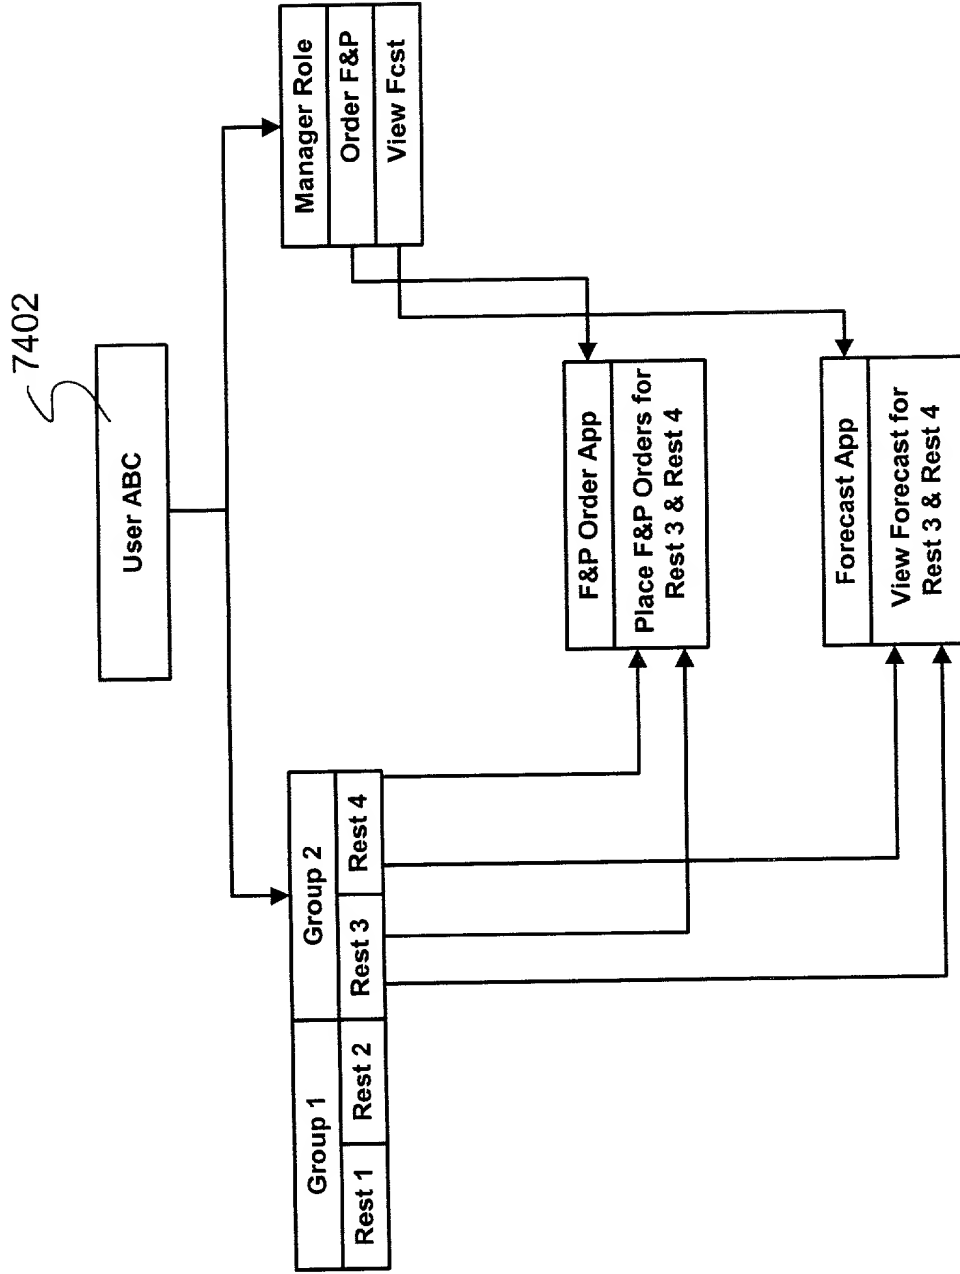 7402
User ABC
Group 1
Group 2
Rest 1
Rest 2
Rest 3
Rest 4
Manager Role
Order F&P
View Fcst
F&P Order App
Place F&P Orders for
Rest 3 & Rest 4
Forecast App
View Forecast for
Rest 3 & Rest 4